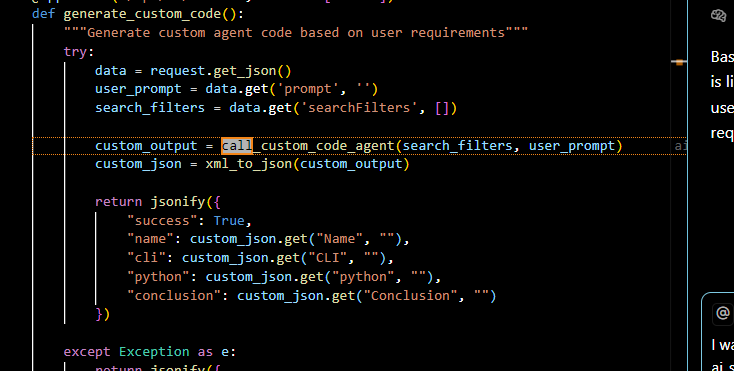 def generate_custom_code():
"""Generate custom agent code based on user requirements"""
try:
data = request.get_json()
user_prompt = data.get('prompt', '')
search_filters = data.get('searchFilters', [])
custom_output = call_custom_code_agent(search_filters, user_prompt)
custom_json = xml_to_json(custom_output)
return jsonify({
"success": True,
"name": custom_json.get("Name", ""),
"cli": custom_json.get("CLI", ""),
"python": custom_json.get("python", ""),
"conclusion": custom_json.get("Conclusion", "")
})
except Exception as e:
return jsonify({
Bas
is li
use
req
ai
@
I wa